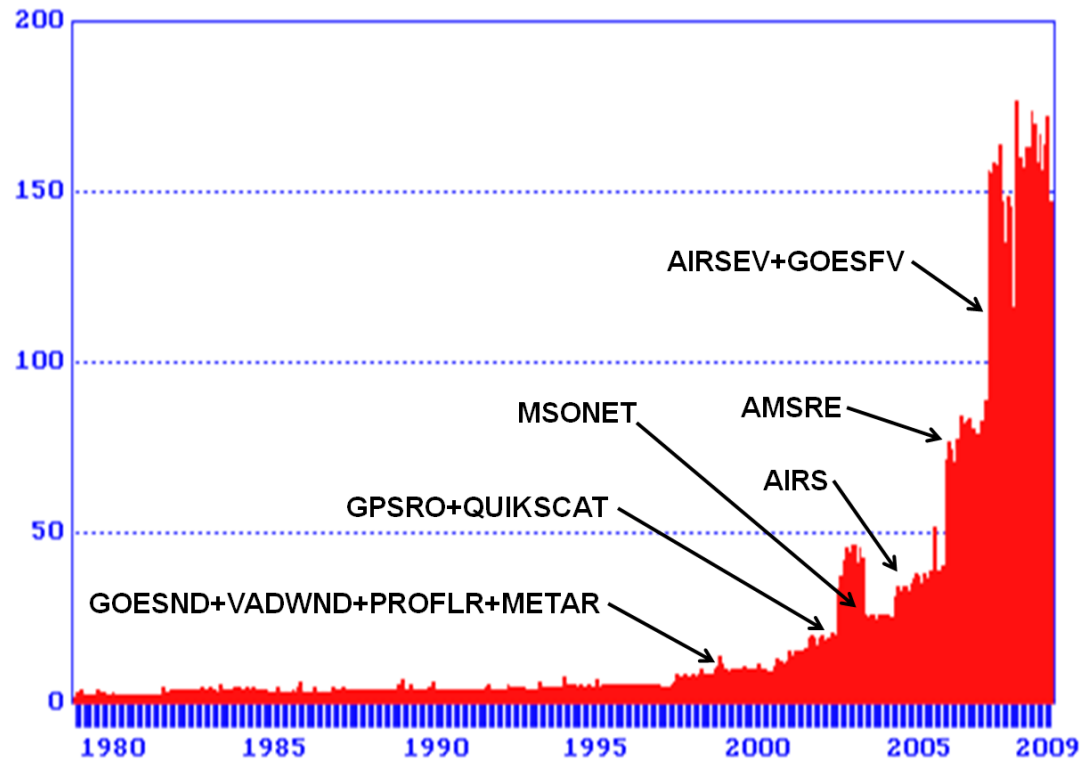 200
150
AIRSEV+GOESFV
100
MSONET
AMSRE
AIRS
GPSRO+QUIKSCAT
50
GOESND+VADWND+PROFLR+METAR
0
1980 1985 1990 1995 2000 2005 2009